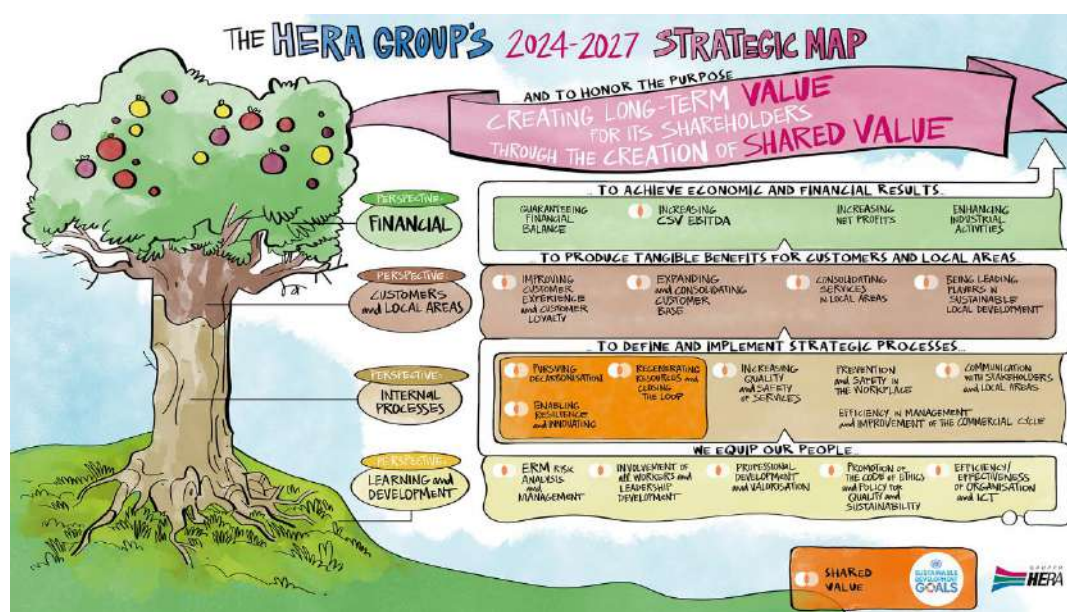 THE HERA GROUP'S 2024-2027 STRATEGIC MAP
AND TO HONOR THE PURPOSE
CREATING LONG-TERM VALUE
FOR ITS SHAREHOLDERS
THROUGH THE CREATION OF SHARED VALUE
PERSPECTIVE:
FINANCIAL
... TO ACHIEVE ECONOMIC AND FINANCIAL RESULTS...
GUARANTEEING
FINANCIAL
BALANCE
INCREASING
CSV EBITDA
INCREASING
NET PROFITS
ENHANCING
INDUSTRIAL
ACTIVITIES
PERSPECTIVE:
CUSTOMERS
and LOCAL AREAS
...TO PRODUCE TANGIBLE BENEFITS FOR CUSTOMERS AND LOCAL AREAS...
IMPROVING
CUSTOMER
EXPERIENCE
and CUSTOMER
LOYALTY
EXPANDING
and CONSOLIDATING
CUSTOMER
BASE
CONSOLIDATING
SERVICES
IN LOCAL AREAS
BEING LEADING
PLAYERS IN
SUSTAINABLE
LOCAL DEVELOPMENT
PERSPECTIVE:
INTERNAL
PROCESSES
...TO DEFINE AND IMPLEMENT STRATEGIC PROCESSES...
PURSUING
DECARBONISATION
REGENERATING
RESOURCES and
CLOSING
THE LOOP
ENABLING
RESILIENCE
and INNOVATING
INCREASING
QUALITY
and SAFETY
OF SERVICES
PREVENTION
and SAFETY IN
THE WORKPLACE
COMMUNICATION
WITH STAKEHOLDERS
and LOCAL AREAS
EFFICIENCY IN MANAGEMENT
and IMPROVEMENT OF THE COMMERCIAL CYCLE
PERSPECTIVE:
LEARNING and
DEVELOPMENT
WE EQUIP OUR PEOPLE...
ERM RISK
ANALYSIS
and
MANAGEMENT
INVOLVEMENT OF
all WORKERS and
LEADERSHIP
DEVELOPMENT
PROFESSIONAL
DEVELOPMENT
and VALORISATION
PROMOTION OF
THE CODE OF ETHICS
and POLICY FOR
QUALITY and
SUSTAINABILITY
EFFICIENCY/
EFFECTIVENESS
OF ORGANISATION
and ICT
SHARED
VALUE
SUSTAINABLE
DEVELOPMENT
GOALS
GRUPPO
HERA